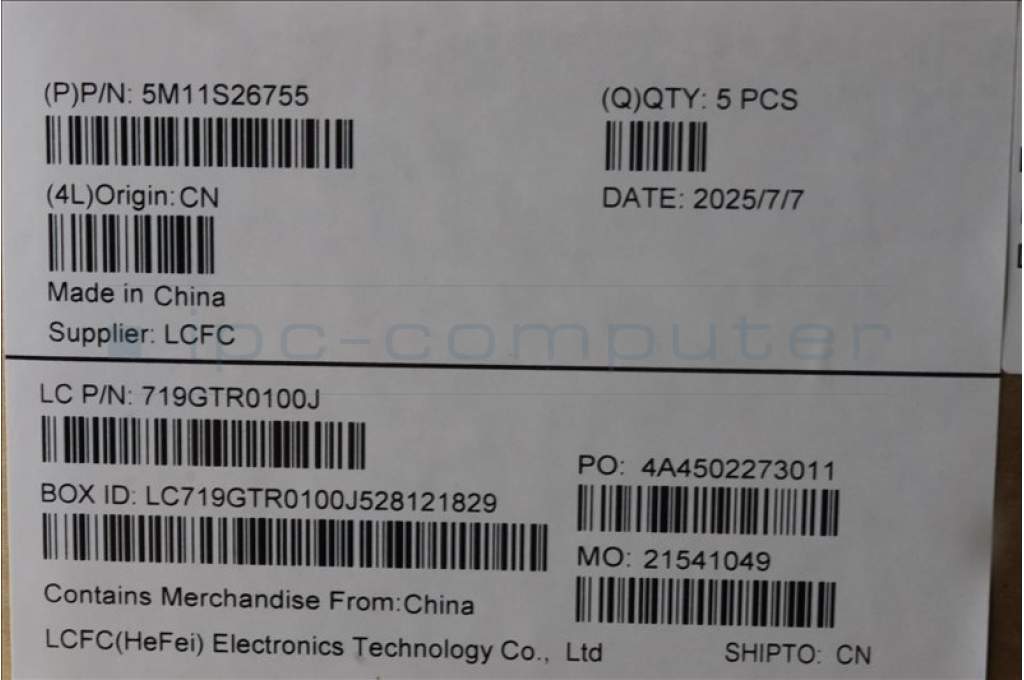 (P)P/N: 5M11S26755
(Q)QTY: 5 PCS
(4L)Origin: CN
DATE: 2025/7/7
Made in China
Supplier: LCFC
ipc-computer
LC P/N: 719GTR0100J
PO: 4A4502273011
BOX ID: LC719GTR0100J528121829
MO: 21541049
Contains Merchandise From:China
LCFC(HeFei) Electronics Technology Co., Ltd
SHIPTO: CN